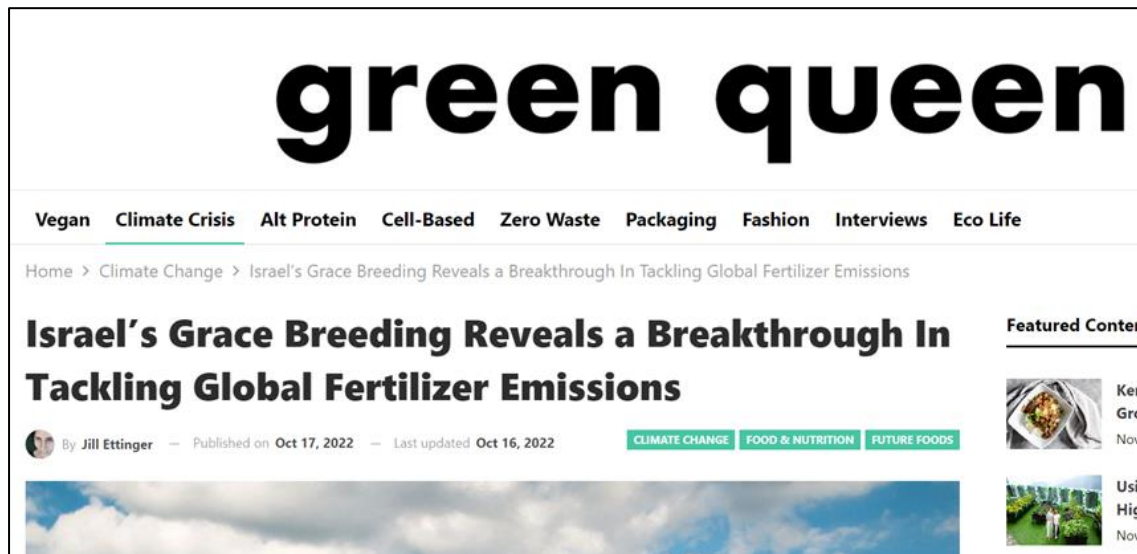 green queen
Vegan Climate Crisis Alt Protein Cell-Based Zero Waste Packaging Fashion Interviews Eco Life
Home > Climate Change > Israel's Grace Breeding Reveals a Breakthrough In Tackling Global Fertilizer Emissions
Israel's Grace Breeding Reveals a Breakthrough In
Tackling Global Fertilizer Emissions
By Jill Ettinger — Published on Oct 17, 2022 — Last updated Oct 16, 2022
CLIMATE CHANGE FOOD & NUTRITION FUTURE FOODS
Featured